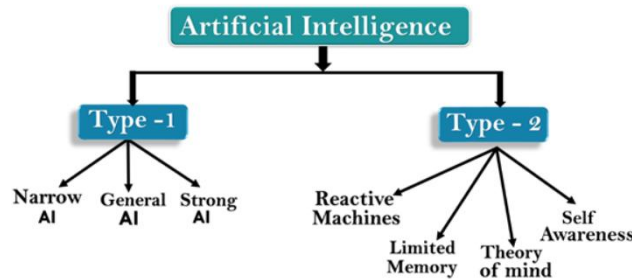 Artificial Intelligence
Type -1
Type - 2
Narrow
AI
General
AI
Strong
AI
Reactive
Machines
Limited
Memory
Theory
of mind
Self
Awareness